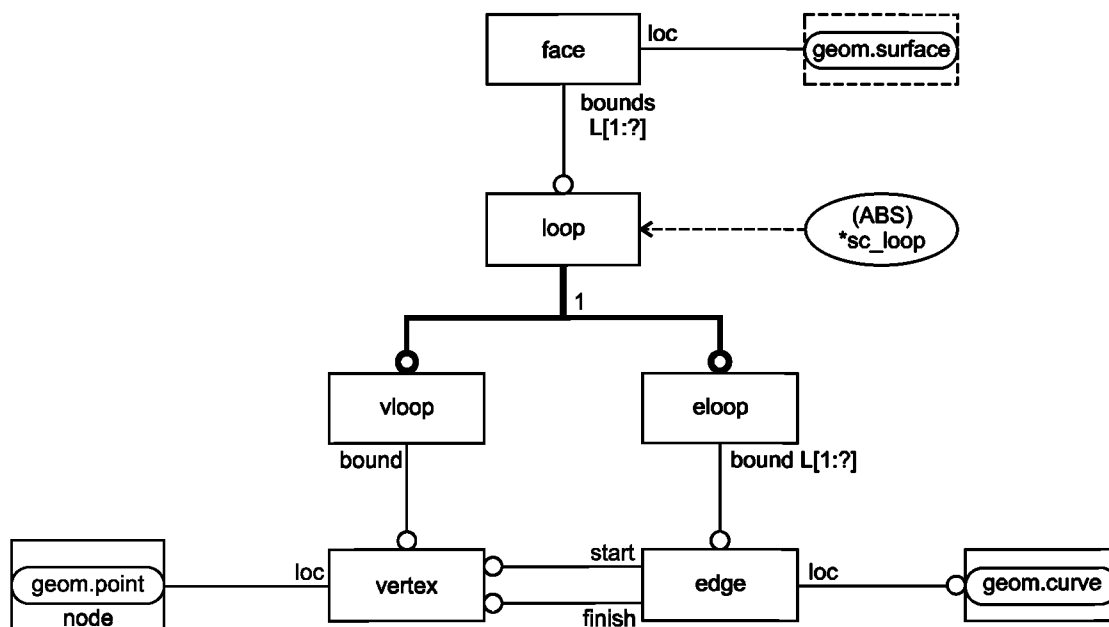 face
loc
geom.surface
bounds
L[1:?]
loop
(ABS)
*sc_loop
1
vloop
eloop
bound
bound L[1:?]
geom.point
node
loc
vertex
start
finish
edge
loc
geom.curve